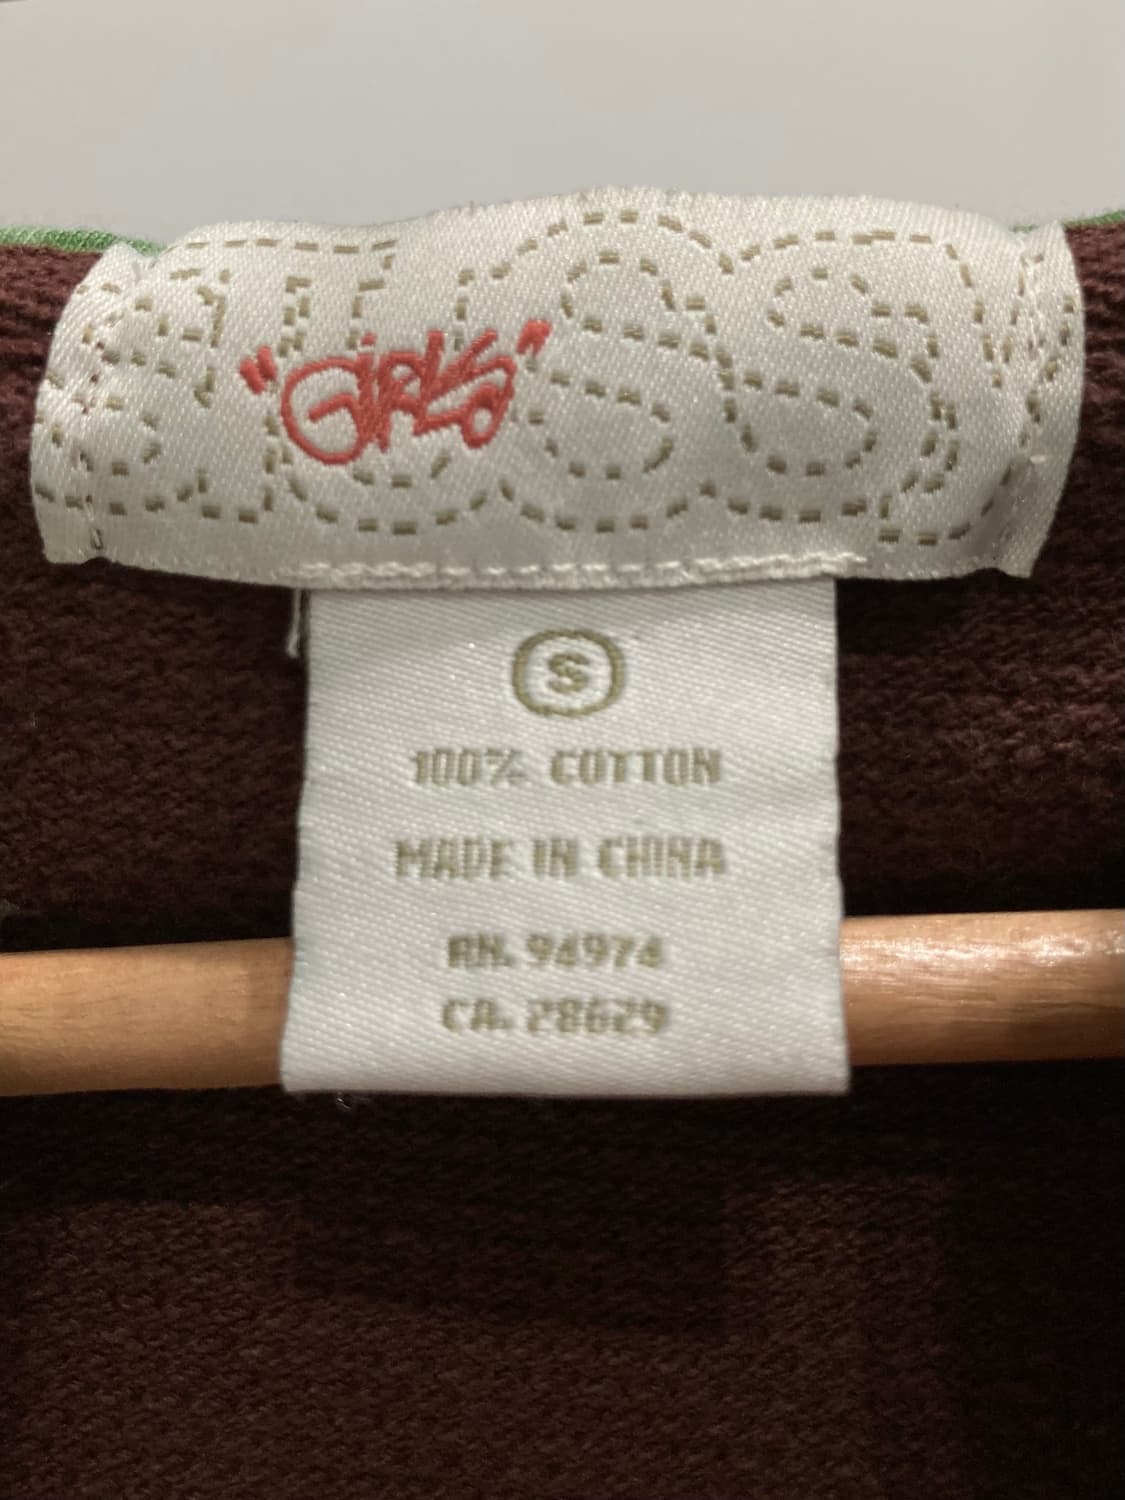 "GIRLS"
S
100% COTTON
MADE IN CHINA
RN. 94974
CA. 28629